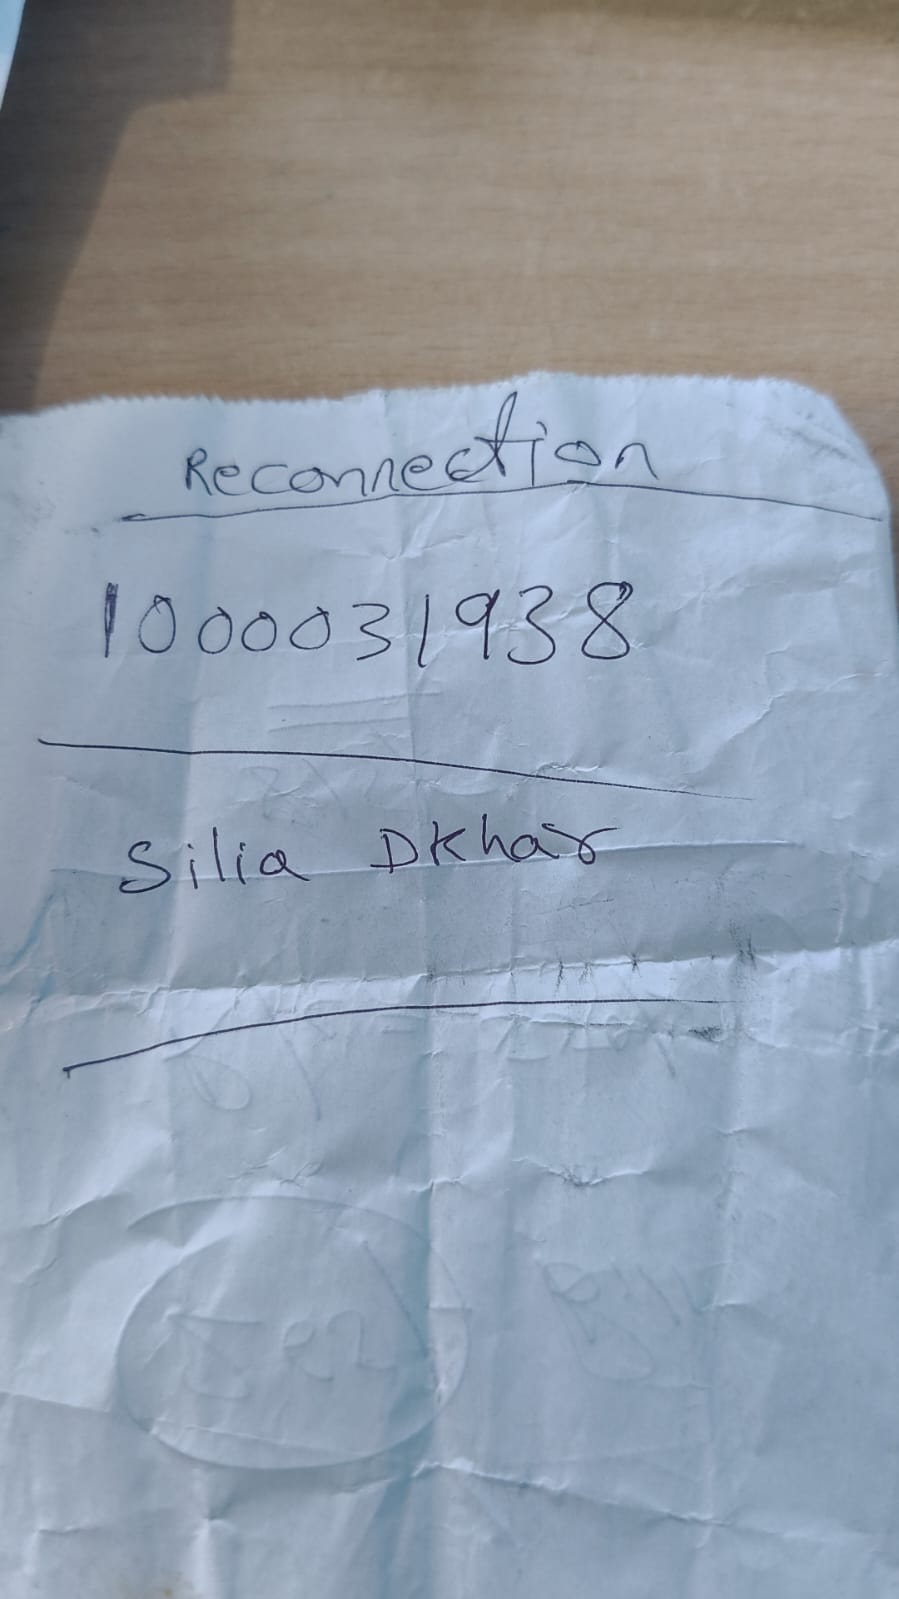 Reconnection
1000031938
Silia Dkhar